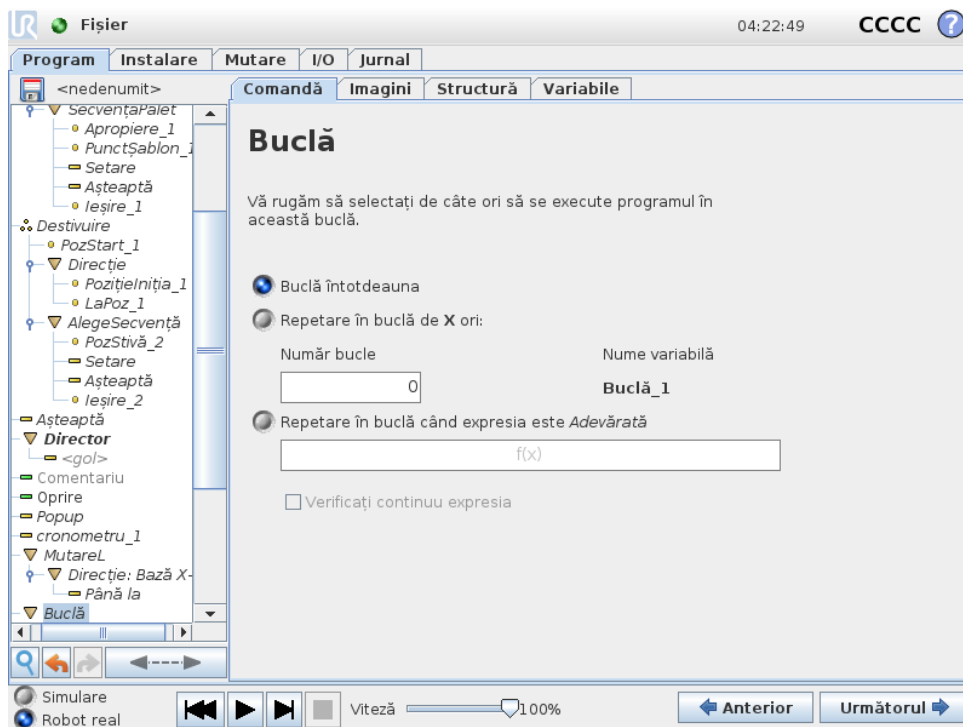 UR Fișier 04:22:49 CCCC ?
Program Instalare Mutare I/O Jurnal
<nedenumit> Comandă Imagini Structură Variabile
SecvențaPalet
Apropiere_1
PunctȘablon_1
Setare
Așteaptă
Ieșire_1
Destivuire
PozStart_1
Direcție
PozițieIniția_1
LaPoz_1
AlegeSecvență
PozStivă_2
Setare
Așteaptă
Ieșire_2
Așteaptă
Director
<gol>
Comentariu
Oprire
Popup
cronometru_1
MutareL
Direcție: Bază X-
Până la
Buclă
Buclă
Vă rugăm să selectați de câte ori să se execute programul în
această buclă.
Buclă întotdeauna
Repetare în buclă de X ori:
Număr bucle Nume variabilă
0 Buclă_1
Repetare în buclă când expresia este Adevărată
f(x)
Verificați continuu expresia
Simulare
Robot real
Viteză 100%
Anterior Următorul